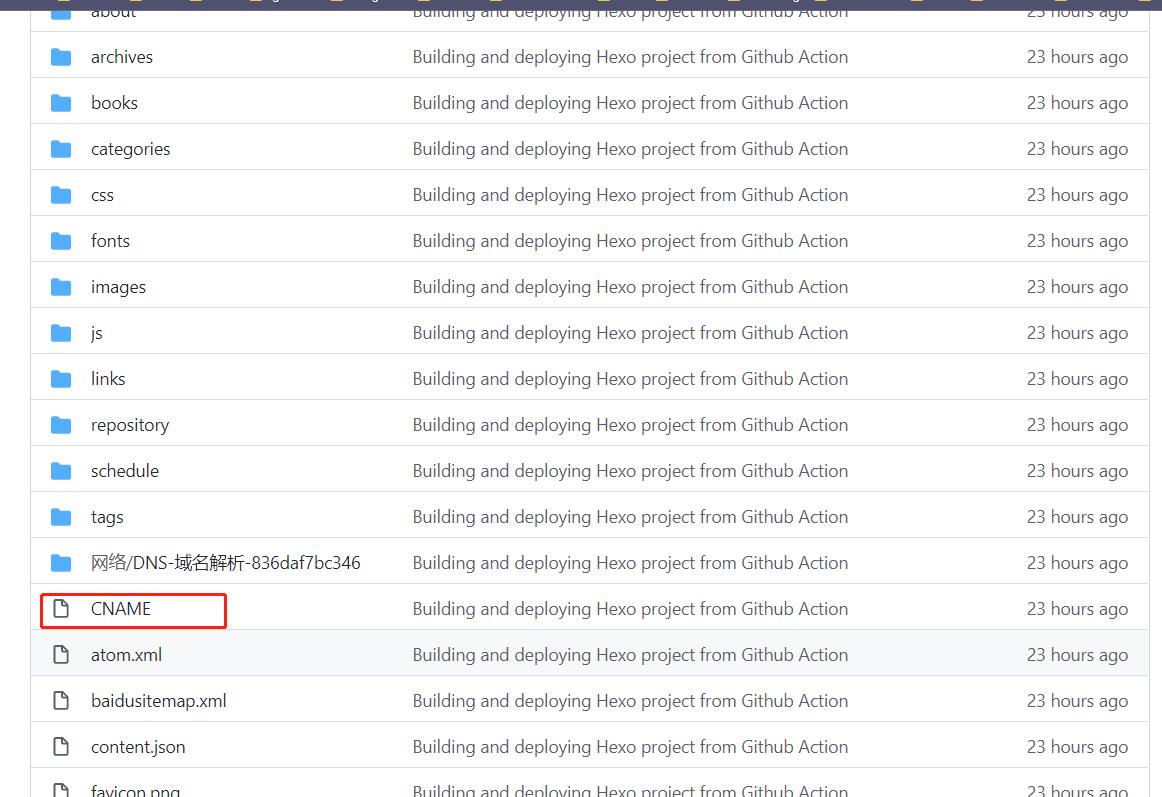 about Building and deploying Hexo project from Github Action 23 hours ago
archives Building and deploying Hexo project from Github Action 23 hours ago
books Building and deploying Hexo project from Github Action 23 hours ago
categories Building and deploying Hexo project from Github Action 23 hours ago
css Building and deploying Hexo project from Github Action 23 hours ago
fonts Building and deploying Hexo project from Github Action 23 hours ago
images Building and deploying Hexo project from Github Action 23 hours ago
js Building and deploying Hexo project from Github Action 23 hours ago
links Building and deploying Hexo project from Github Action 23 hours ago
repository Building and deploying Hexo project from Github Action 23 hours ago
schedule Building and deploying Hexo project from Github Action 23 hours ago
tags Building and deploying Hexo project from Github Action 23 hours ago
网络/DNS-域名解析-836daf7bc346 Building and deploying Hexo project from Github Action 23 hours ago
CNAME Building and deploying Hexo project from Github Action 23 hours ago
atom.xml Building and deploying Hexo project from Github Action 23 hours ago
baidusitemap.xml Building and deploying Hexo project from Github Action 23 hours ago
content.json Building and deploying Hexo project from Github Action 23 hours ago
favicon.png Building and deploying Hexo project from Github Action 23 hours ago